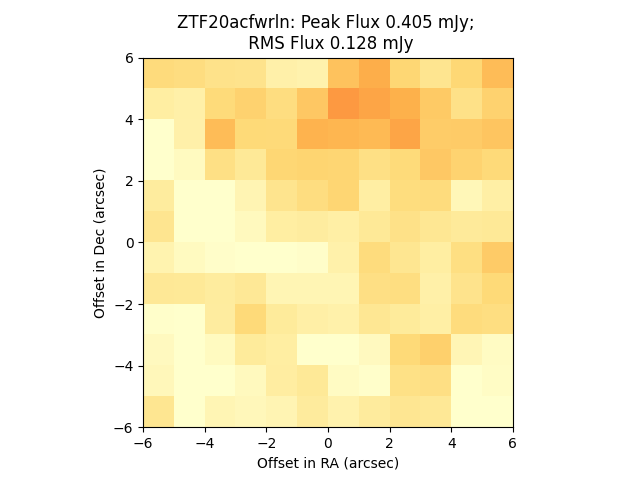 ZTF20acfwrln: Peak Flux 0.405 mJy;
RMS Flux 0.128 mJy
6
4
2
0
−2
−4
−6
Offset in Dec (arcsec)
−6 −4 −2 0 2 4 6
Offset in RA (arcsec)